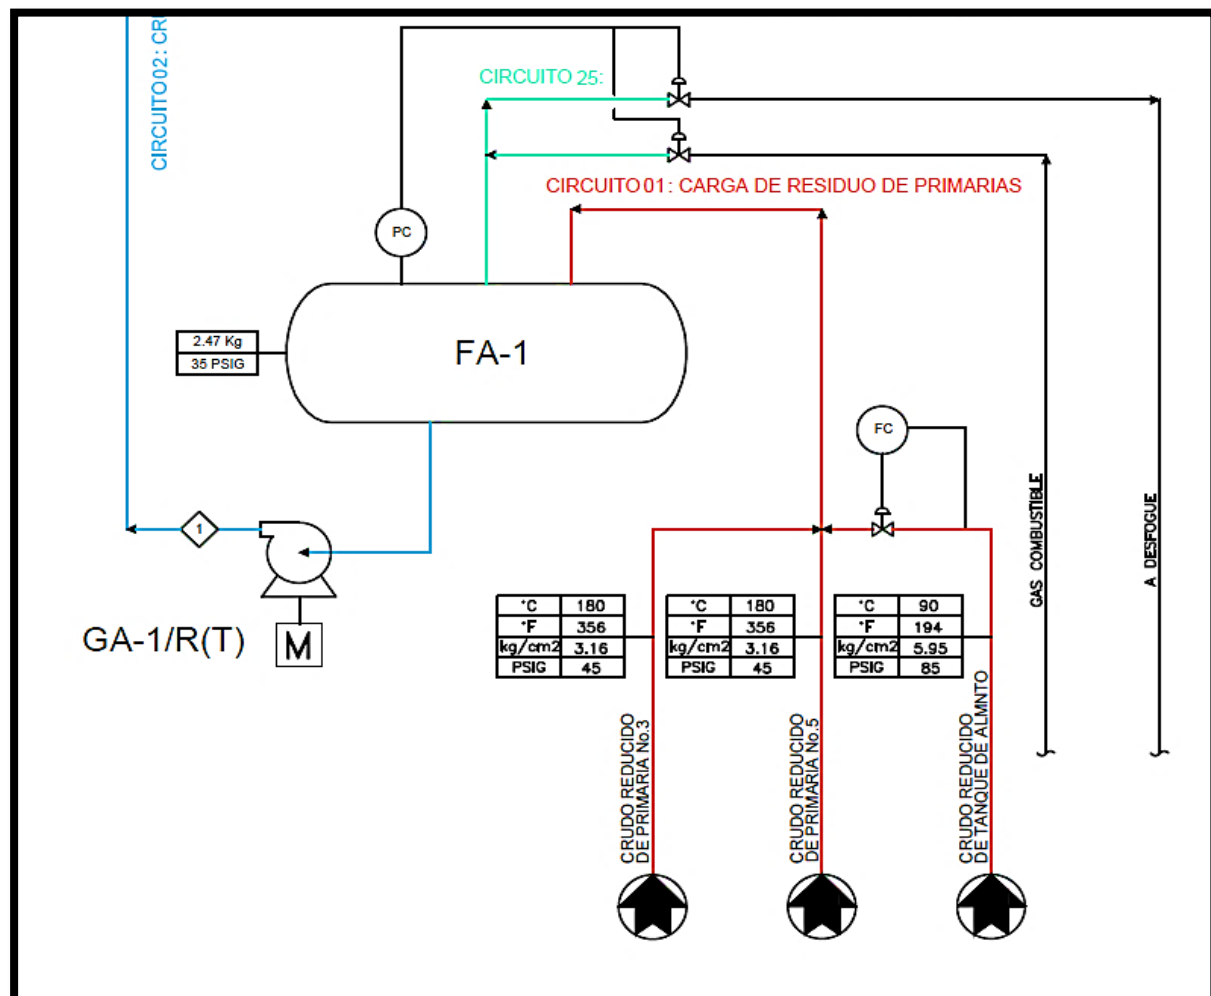 CIRCUITO 02: CR
CIRCUITO 25:
CIRCUITO 01: CARGA DE RESIDUO DE PRIMARIAS
PC
2.47 Kg
35 PSIG
FA-1
FC
1
GA-1/R(T)
M
°C 180
°F 356
kg/cm2 3.16
PSIG 45
°C 180
°F 356
kg/cm2 3.16
PSIG 45
°C 90
°F 194
kg/cm2 5.95
PSIG 85
GAS COMBUSTIBLE
A DESFOGUE
CRUDO REDUCIDO
DE PRIMARIA No.3
CRUDO REDUCIDO
DE PRIMARIA No.5
CRUDO REDUCIDO
DE TANQUE DE ALMNTO